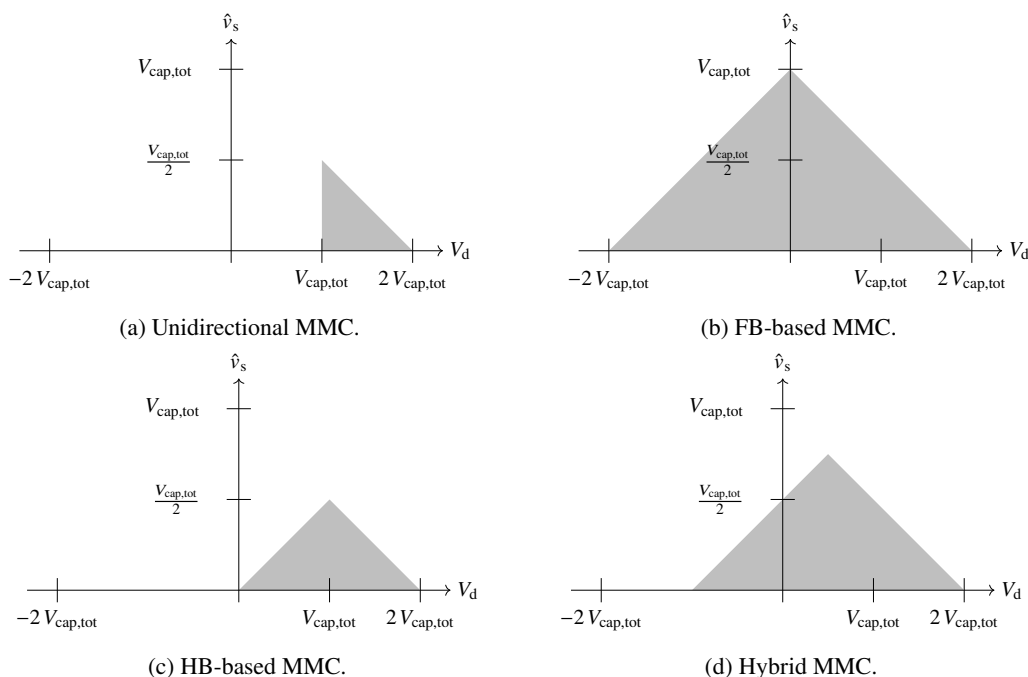 v̂s
Vcap,tot
Vcap,tot/2
−2 Vcap,tot
Vcap,tot
2 Vcap,tot
Vd
(a) Unidirectional MMC.
v̂s
Vcap,tot
Vcap,tot/2
−2 Vcap,tot
Vcap,tot
2 Vcap,tot
Vd
(b) FB-based MMC.
v̂s
Vcap,tot
Vcap,tot/2
−2 Vcap,tot
Vcap,tot
2 Vcap,tot
Vd
(c) HB-based MMC.
v̂s
Vcap,tot
Vcap,tot/2
−2 Vcap,tot
Vcap,tot
2 Vcap,tot
Vd
(d) Hybrid MMC.